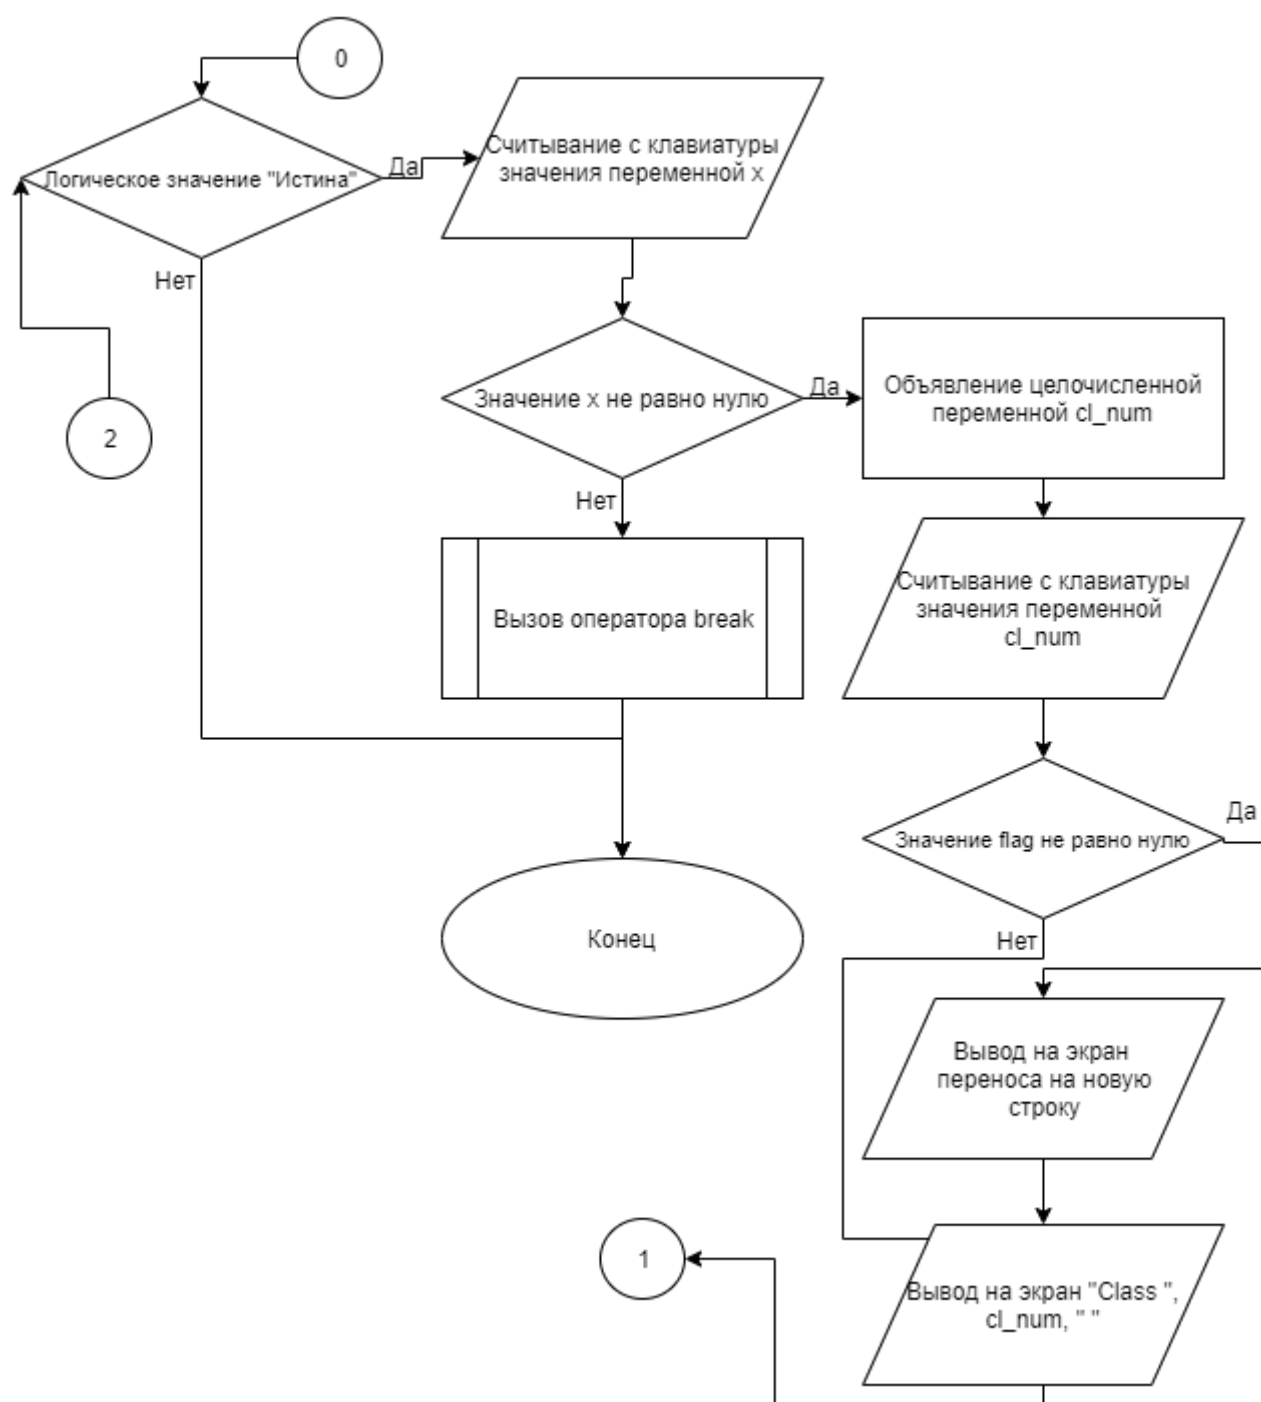 0
Логическое значение "Истина"
Да
Нет
2
Считывание с клавиатуры
значения переменной x
Значение x не равно нулю
Да
Нет
Вызов оператора break
Конец
Объявление целочисленной
переменной cl_num
Считывание с клавиатуры
значения переменной
cl_num
Значение flag не равно нулю
Да
Нет
Вывод на экран
переноса на новую
строку
Вывод на экран "Class ",
cl_num, " "
1